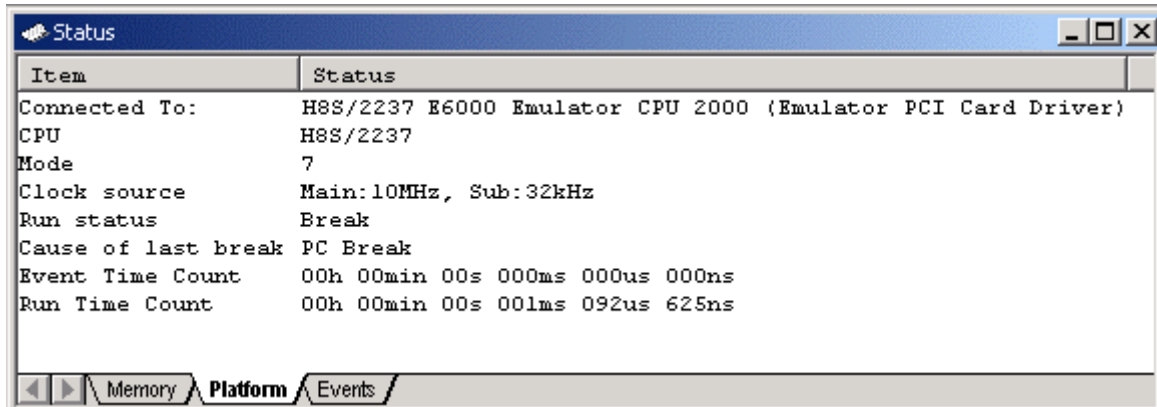 Status
Item Status
Connected To: H8S/2237 E6000 Emulator CPU 2000 (Emulator PCI Card Driver)
CPU H8S/2237
Mode 7
Clock source Main:10MHz, Sub:32kHz
Run status Break
Cause of last break PC Break
Event Time Count 00h 00min 00s 000ms 000us 000ns
Run Time Count 00h 00min 00s 001ms 092us 625ns
Memory Platform Events